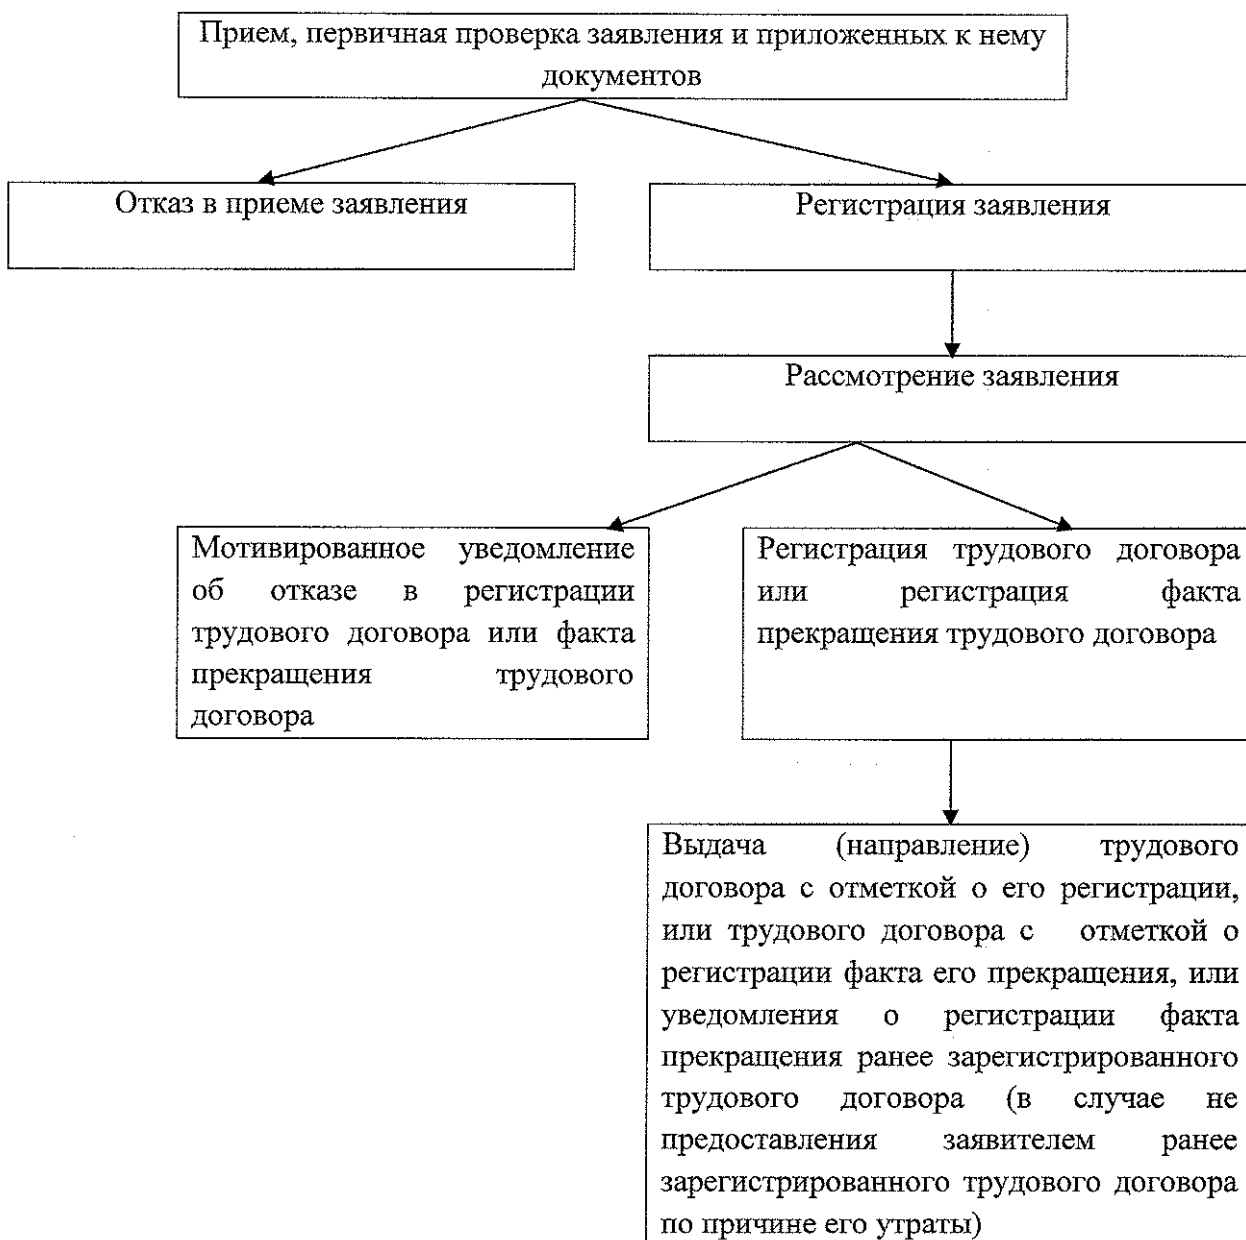 Прием, первичная проверка заявления и приложенных к нему
документов
Отказ в приеме заявления
Регистрация заявления
Рассмотрение заявления
Мотивированное уведомление
об отказе в регистрации
трудового договора или факта
прекращения трудового
договора
Регистрация трудового договора
или регистрация факта
прекращения трудового договора
Выдача (направление) трудового
договора с отметкой о его регистрации,
или трудового договора с отметкой о
регистрации факта его прекращения, или
уведомления о регистрации факта
прекращения ранее зарегистрированного
трудового договора (в случае не
предоставления заявителем ранее
зарегистрированного трудового договора
по причине его утраты)